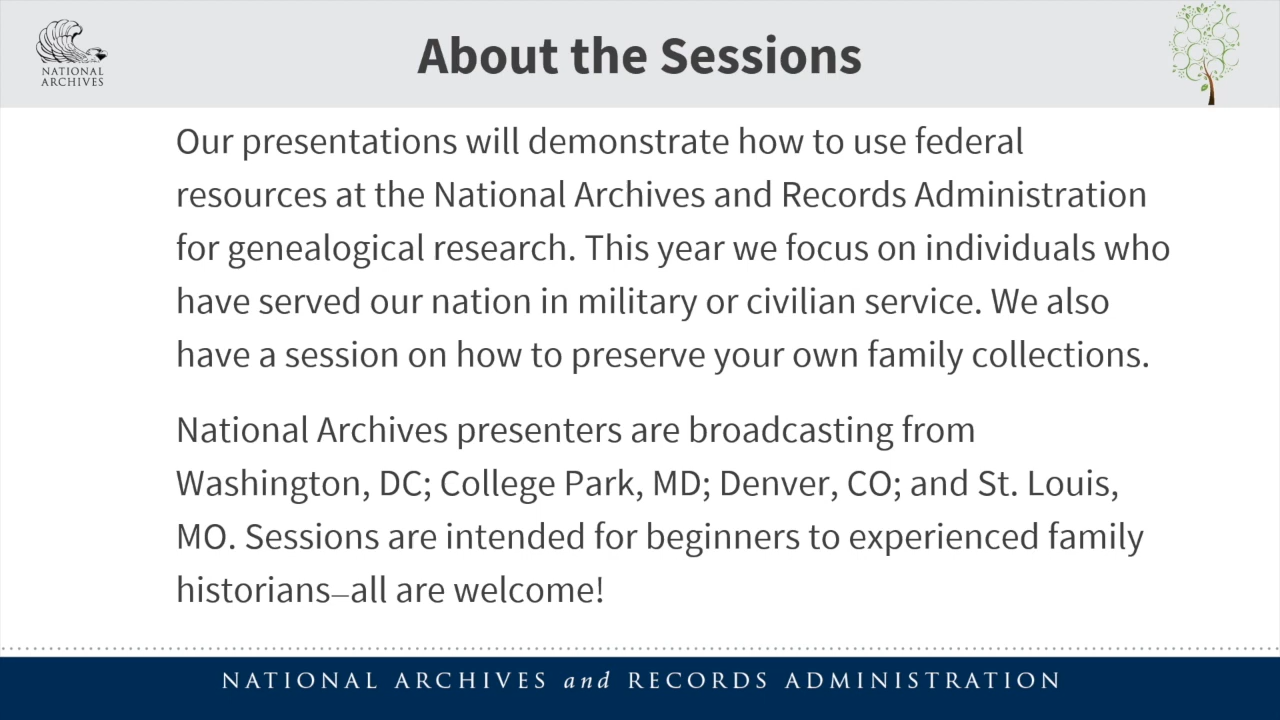 NATIONAL
ARCHIVES
About the Sessions
Our presentations will demonstrate how to use federal
resources at the National Archives and Records Administration
for genealogical research. This year we focus on individuals who
have served our nation in military or civilian service. We also
have a session on how to preserve your own family collections.
National Archives presenters are broadcasting from
Washington, DC; College Park, MD; Denver, CO; and St. Louis,
MO. Sessions are intended for beginners to experienced family
historians—all are welcome!
NATIONAL ARCHIVES and RECORDS ADMINISTRATION